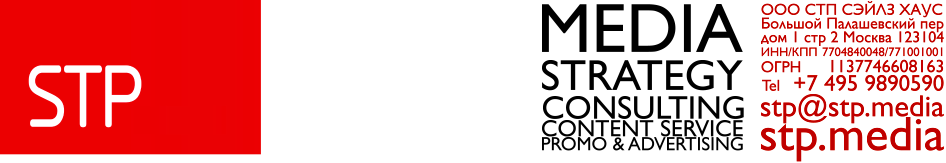 STP
MEDIA
STRATEGY
CONSULTING
CONTENT SERVICE
PROMO & ADVERTISING
ООО СТП СЭЙЛЗ ХАУС
Большой Палашевский пер
дом 1 стр 2 Москва 123104
ИНН/КПП 7704840048/771001001
ОГРН 1137746608163
Tel +7 495 9890590
stp@stp.media
stp.media